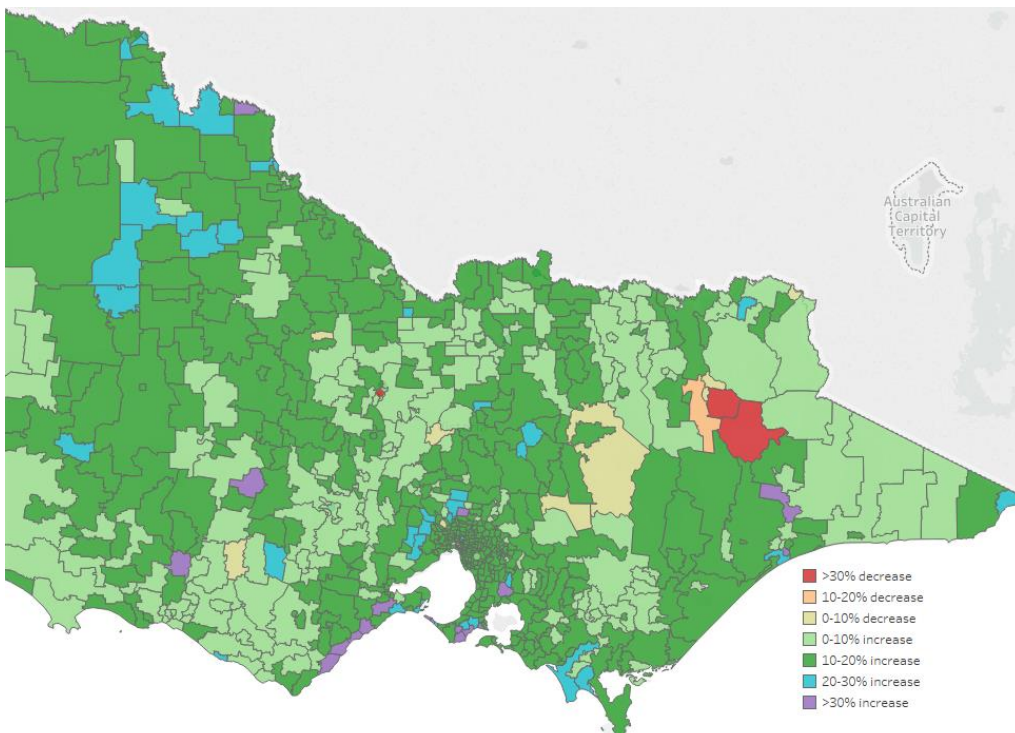 Australian
Capital
Territory
>30% decrease
10-20% decrease
0-10% decrease
0-10% increase
10-20% increase
20-30% increase
>30% increase